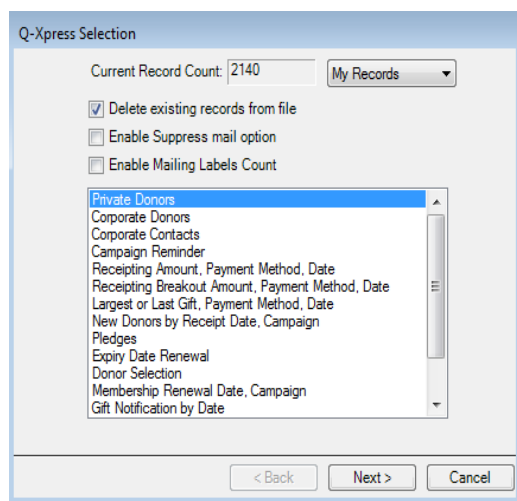 Q-Xpress Selection
Current Record Count: 2140 My Records
Delete existing records from file
Enable Suppress mail option
Enable Mailing Labels Count
Private Donors
Corporate Donors
Corporate Contacts
Campaign Reminder
Receipting Amount, Payment Method, Date
Receipting Breakout Amount, Payment Method, Date
Largest or Last Gift, Payment Method, Date
New Donors by Receipt Date, Campaign
Pledges
Expiry Date Renewal
Donor Selection
Membership Renewal Date, Campaign
Gift Notification by Date
< Back Next > Cancel